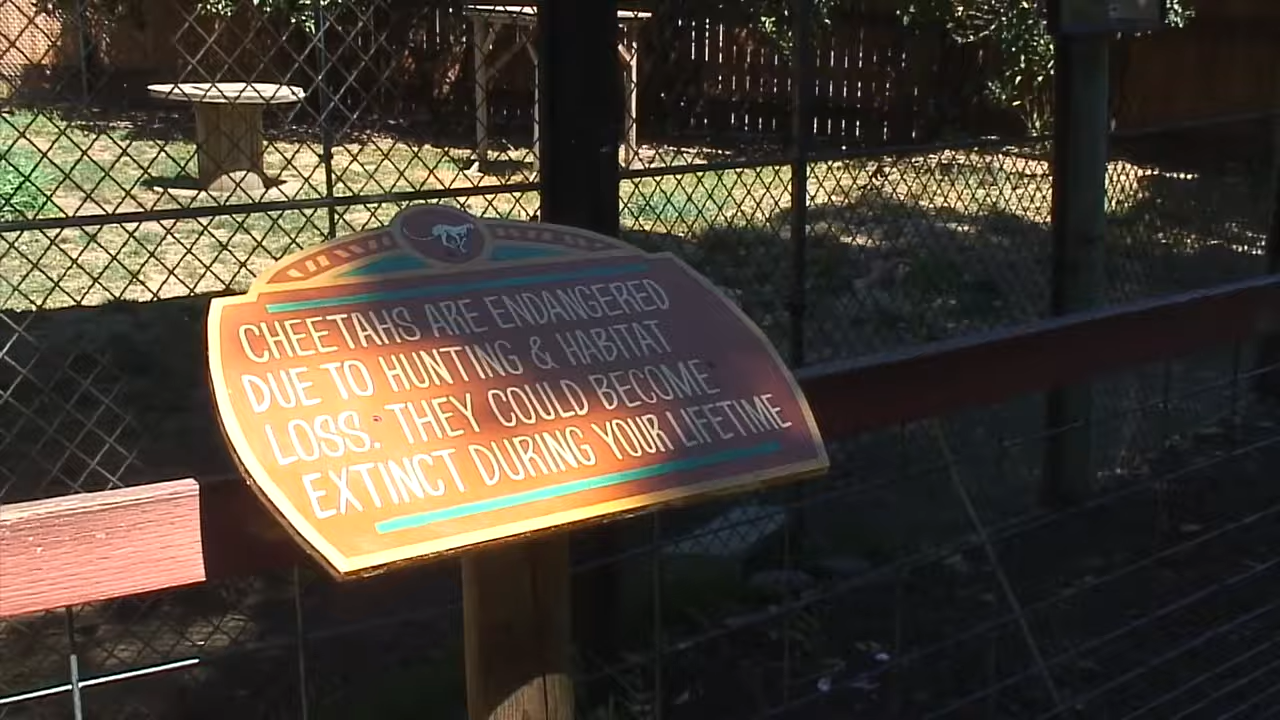 CHEETAHS ARE ENDANGERED
DUE TO HUNTING & HABITAT
LOSS. THEY COULD BECOME
EXTINCT DURING YOUR LIFETIME